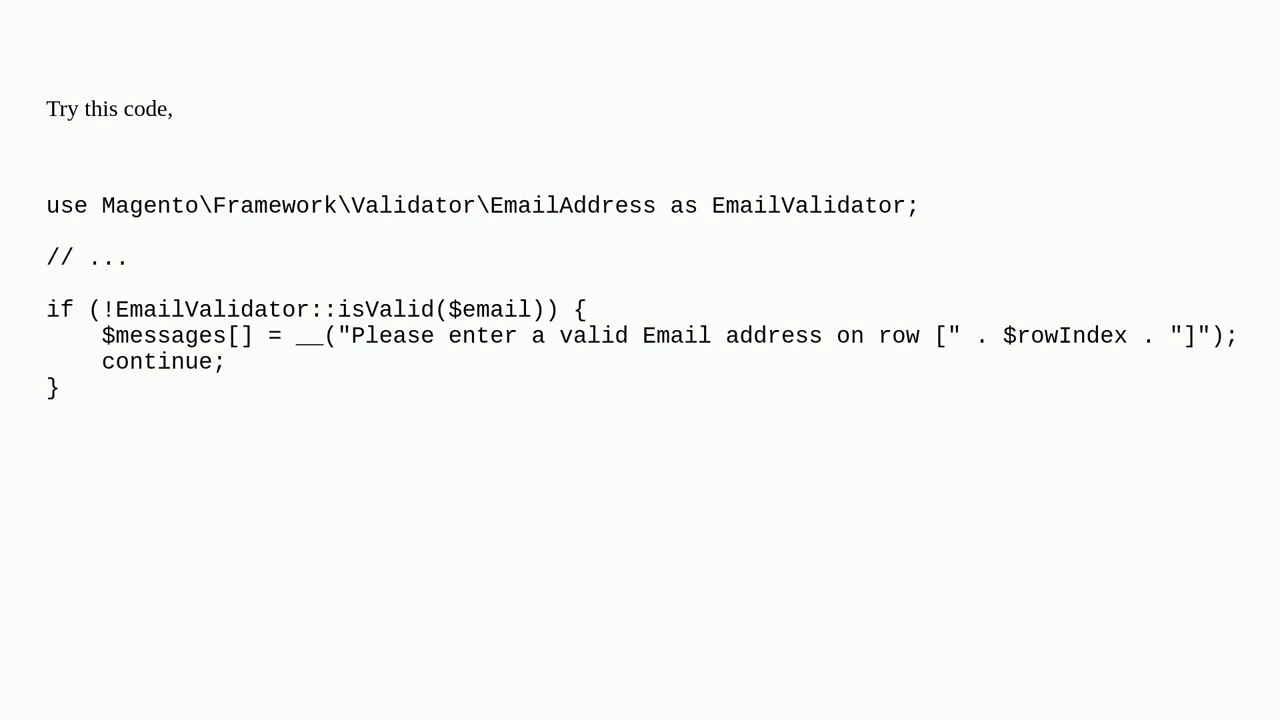 Try this code,
use Magento\Framework\Validator\EmailAddress as EmailValidator;
// ...
if (!EmailValidator::isValid($email)) {
    $messages[] = __("Please enter a valid Email address on row [" . $rowIndex . "]");
    continue;
}